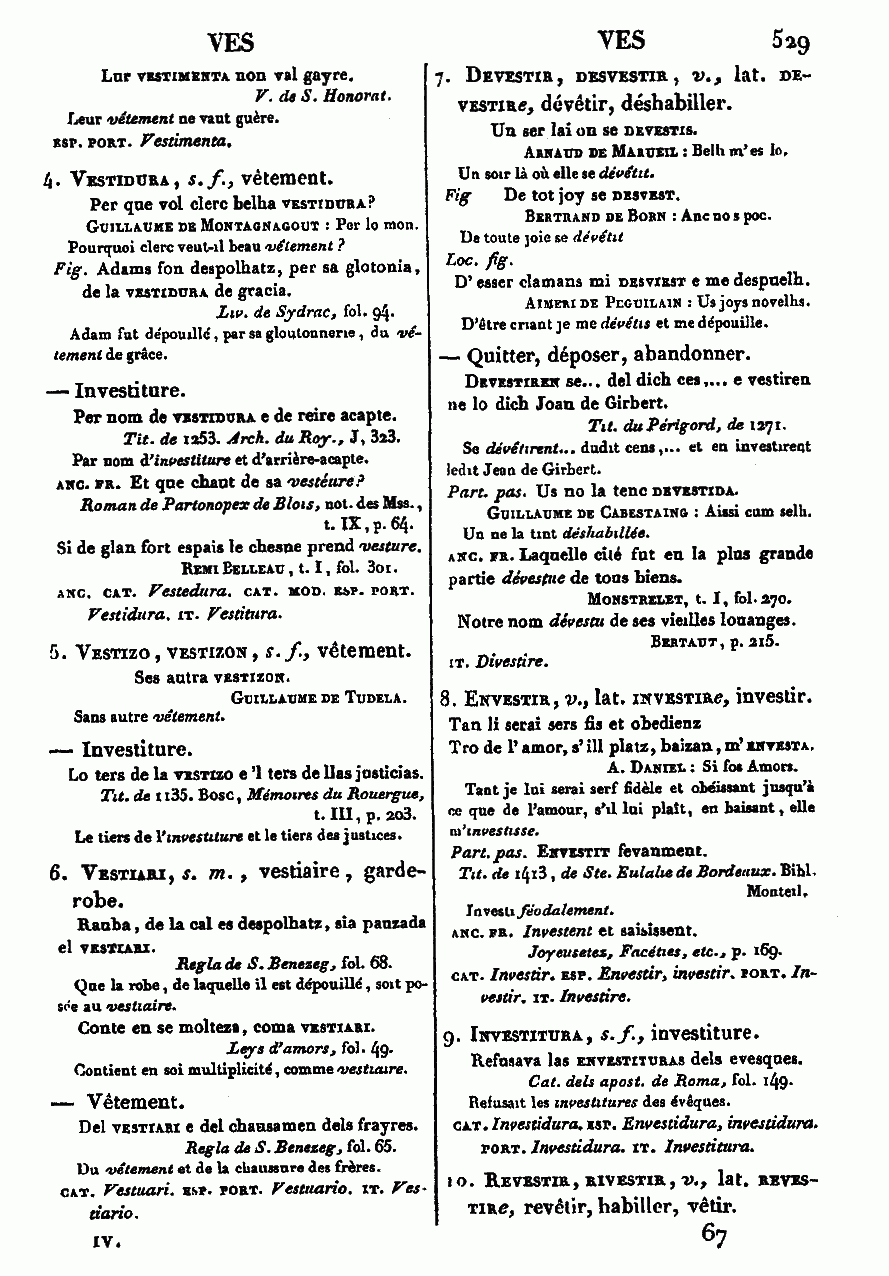 VES
VES 529
Lur VESTIMENTA non val gayre.
V. de S. Honorat.
Leur vêtement ne vaut guère.
ESP. PORT. Vestimenta.
4. VESTIDURA, s. f., vêtement.
Per que vol clerc belha VESTIDURA?
GUILLAUME DE MONTAGNAGOUT : Per lo mon.
Pourquoi clerc veut-il beau vêtement?
Fig. Adams fon despolhatz, per sa glotonia,
de la VESTIDURA de gracia.
Liv. de Sydrac, fol. 94.
Adam fut dépouillé, par sa gloutonnerie, du vê-
tement de grâce.
— Investiture.
Per nom de VESTIDURA e de reire acapte.
Tit. de 1253. Arch. du Roy., J, 323.
Par nom d'investiture et d'arrière-acapte.
ANC. FR. Et que chaut de sa vestéure?
Roman de Partonopex de Blois, not. des Mss.,
t. IX, p. 64.
Si de glan fort espais le chesne prend vesture.
REMI BELLEAU, t. I, fol. 301.
ANC. CAT. Vestedura. CAT. MOD. ESP. PORT.
Vestidura. IT. Vestitura.
5. VESTIZO, VESTIZON, s. f., vêtement.
Ses autra VESTIZON.
GUILLAUME DE TUDELA.
Sans autre vêtement.
— Investiture.
Lo ters de la VESTIZO e'l ters de llas justicias.
Tit. de 1135. Bosc, Mémoires du Rouergue,
t. III, p. 203.
Le tiers de l'investiture et le tiers des justices.
6. VESTIARI, s. m., vestiaire, garde-
robe.
Rauba, de la cal es despolhatz, sia pauzada
el VESTIARI.
Regla de S. Benezeg, fol. 68.
Que la robe, de laquelle il est dépouillé, soit po-
sée au vestiaire.
Conte en se molteza, coma VESTIARI.
Leys d'amors, fol. 49.
Contient en soi multiplicité, comme vestiaire.
— Vêtement.
Del VESTIARI e del chausamen dels frayres.
Regla de S. Benezeg, fol. 65.
Du vêtement et de la chaussure des frères.
CAT. Vestuari. ESP. PORT. Vestuario. IT. Ves-
tiario.
IV.
7. DEVESTIR, DESVESTIR, v., lat. DE-
VESTIRe, dévêtir, déshabiller.
Un ser lai on se DEVESTIS.
ARNAUD DE MARUEIL : Belh m'es lo.
Un soir là où elle se dévêtit.
Fig De tot joy se DESVEST.
BERTRAND DE BORN : Anc no s poc.
De toute joie se dévêtit
Loc. fig.
D'esser clamans mi DESVIEST e me despuelh.
AIMERI DE PEGUILAIN : Us joys novelhs.
D'être criant je me dévêtis et me dépouille.
— Quitter, déposer, abandonner.
DEVESTIREN se... del dich ces,... e vestiren
ne lo dich Joan de Girbert.
Tit. du Périgord, de 1271.
Se dévêtirent... dudit cens,... et en investirent
ledit Jean de Girbert.
Part. pas. Us no la tenc DEVESTIDA.
GUILLAUME DE CABESTAING : Aissi cum selh.
Un ne la tint déshabillée.
ANC. FR. Laquelle cité fut en la plus grande
partie dévestue de tous biens.
MONSTRELET, t. I, fol. 270.
Notre nom dévestu de ses vieilles louanges.
BERTAUT, p. 215.
IT. Divestire.
8. ENVESTIR, v., lat. INVESTIRe, investir.
Tan li serai sers fis et obedienz
Tro de l'amor, s'ill platz, baizan, m'ENVESTA.
A. DANIEL : Si fos Amors.
Tant je lui serai serf fidèle et obéissant jusqu'à
ce que de l'amour, s'il lui plaît, en baisant, elle
m'investisse.
Part. pas. ENVESTIT fevanment.
Tit. de 1413, de Ste. Eulalie de Bordeaux. Bibl.
Monteil.
Investi féodalement.
ANC. FR. Investent et saisissent.
Joyeusetez, Facéties, etc., p. 169.
CAT. Investir. ESP. Envestir, investir. PORT. In-
vestir. IT. Investire.
9. INVESTITURA, s. f., investiture.
Refusava las ENVESTITURAS dels evesques.
Cat. dels apost. de Roma, fol. 149.
Refusait les investitures des évêques.
CAT. Investidura. ESP. Envestidura, investidura.
PORT. Investidura. IT. Investitura.
10. REVESTIR, RIVESTIR, v., lat. REVES-
TIRe, revêtir, habiller, vêtir.
67